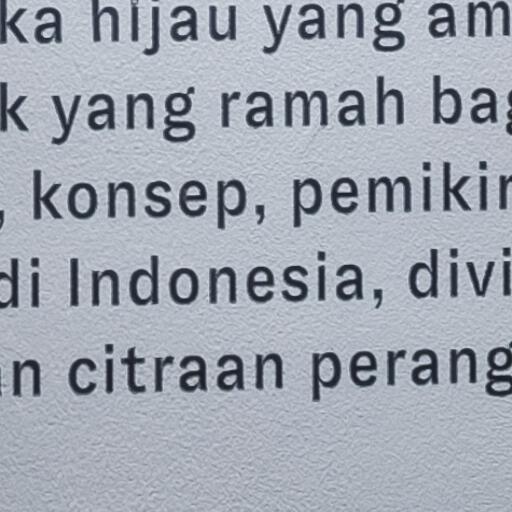 ka hijau yang am
k yang ramah bag
, konsep, pemikir
di Indonesia, divi
an citraan perang